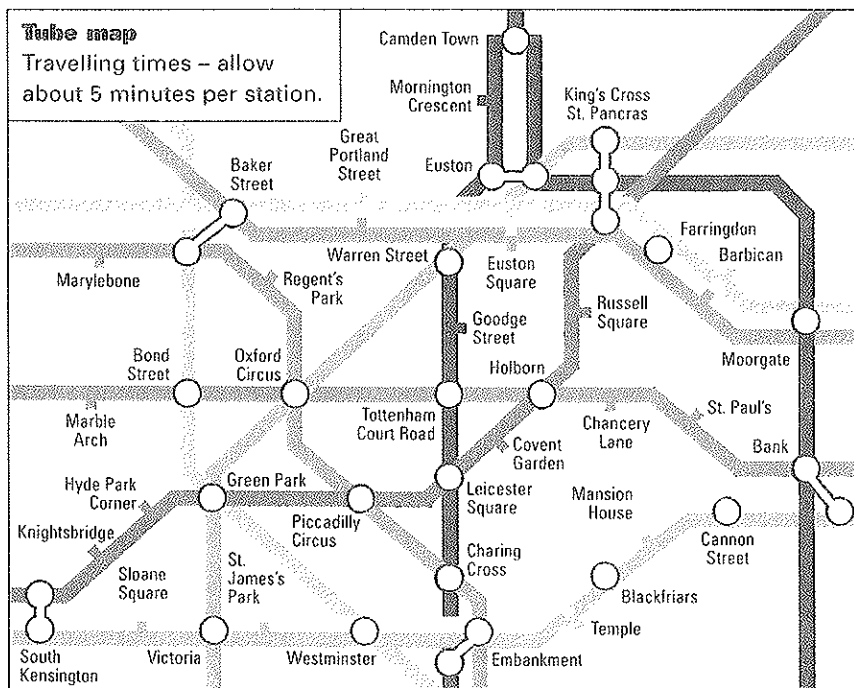 Tube map
Travelling times – allow
about 5 minutes per station.
Camden Town
Mornington
Crescent
King's Cross
St. Pancras
Great
Portland
Street
Baker
Street
Euston
Farringdon
Barbican
Warren Street
Euston
Square
Marylebone
Regent's
Park
Russell
Square
Goodge
Street
Moorgate
Bond
Street
Oxford
Circus
Holborn
Marble
Arch
Tottenham
Court Road
Chancery
Lane
St. Paul's
Covent
Garden
Bank
Hyde Park
Corner
Green Park
Leicester
Square
Mansion
House
Knightsbridge
Piccadilly
Circus
Cannon
Street
Sloane
Square
St.
James's
Park
Charing
Cross
Blackfriars
Temple
South
Kensington
Victoria
Westminster
Embankment